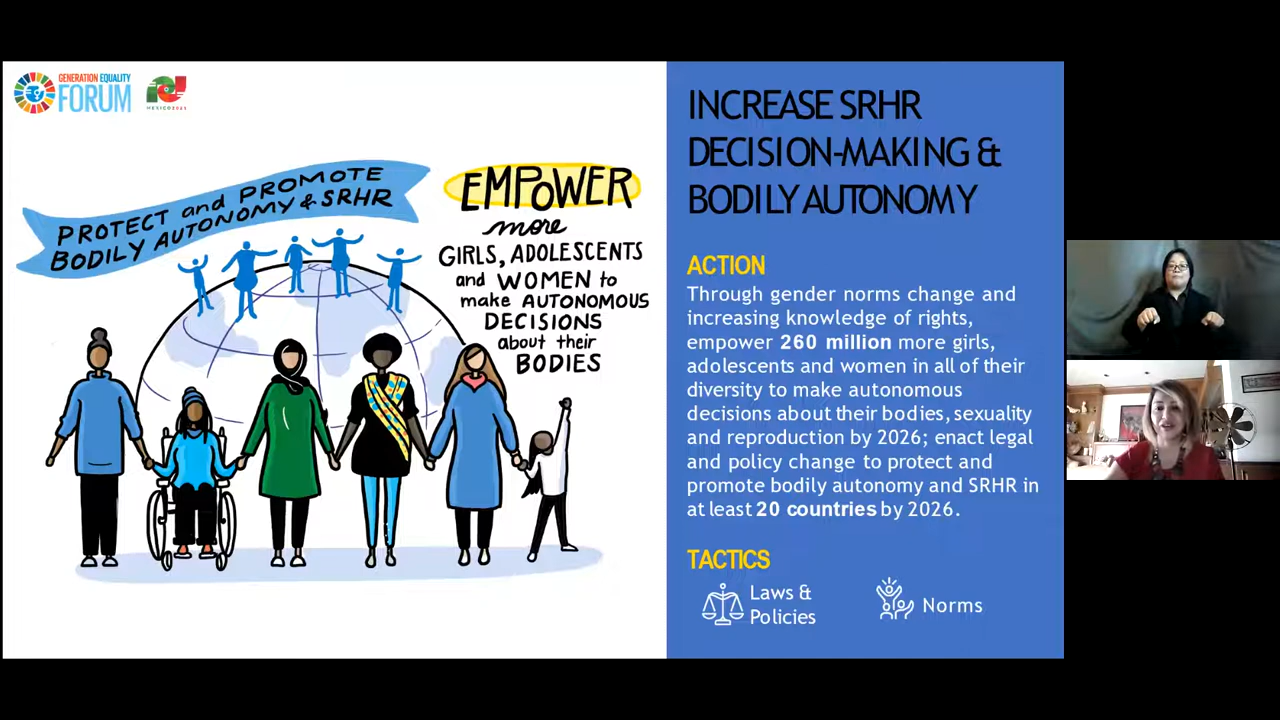 GENERATION EQUALITY
FORUM
MEXICO2021
PROTECT and PROMOTE
BODILY AUTONOMY & SRHR
EMPOWER
more
GIRLS, ADOLESCENTS
and WOMEN to
make AUTONOMOUS
DECISIONS
about their
BODIES
INCREASE SRHR
DECISION-MAKING &
BODILY AUTONOMY
ACTION
Through gender norms change and
increasing knowledge of rights,
empower 260 million more girls,
adolescents and women in all of their
diversity to make autonomous
decisions about their bodies, sexuality
and reproduction by 2026; enact legal
and policy change to protect and
promote bodily autonomy and SRHR in
at least 20 countries by 2026.
TACTICS
Laws &
Policies
Norms